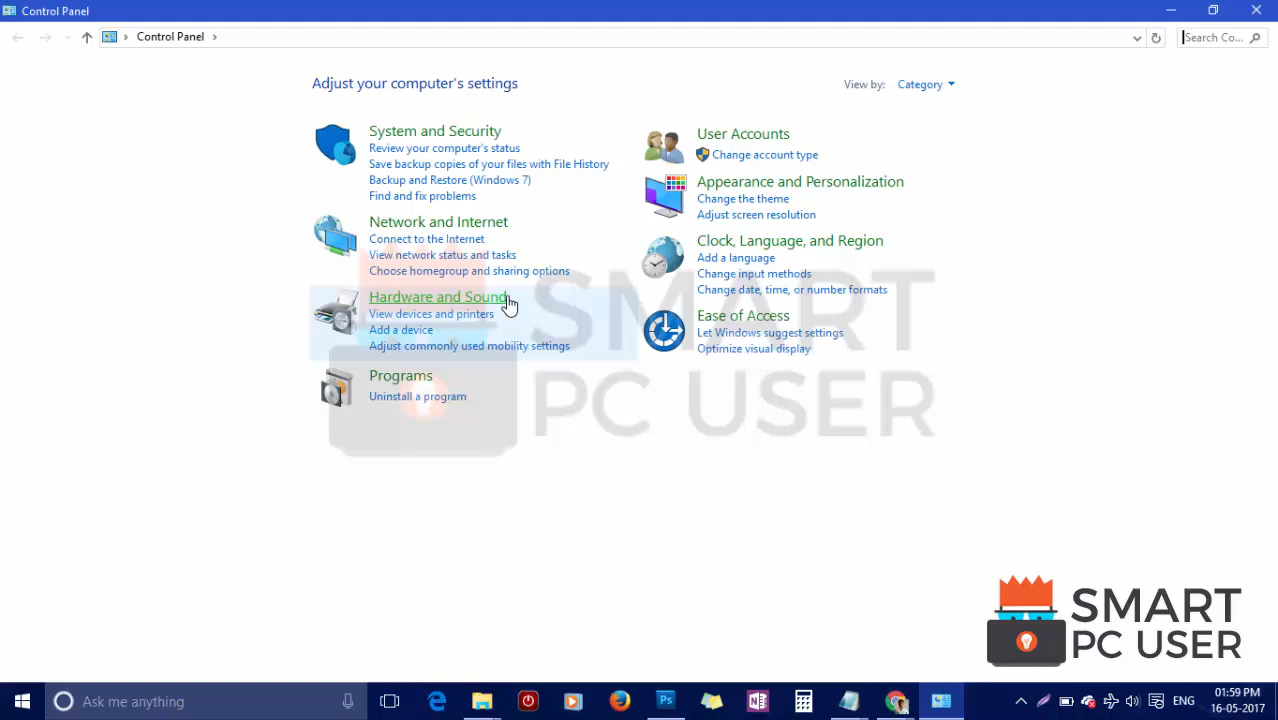 Control Panel
Control Panel
Search Co...
Adjust your computer's settings
View by:
Category
System and Security
Review your computer's status
Save backup copies of your files with File History
Backup and Restore (Windows 7)
Find and fix problems
Network and Internet
Connect to the Internet
View network status and tasks
Choose homegroup and sharing options
Hardware and Sound
View devices and printers
Add a device
Adjust commonly used mobility settings
Programs
Uninstall a program
User Accounts
Change account type
Appearance and Personalization
Change the theme
Adjust screen resolution
Clock, Language, and Region
Add a language
Change input methods
Change date, time, or number formats
Ease of Access
Let Windows suggest settings
Optimize visual display
SMART
PC USER
SMART
PC USER
Ask me anything
Ps
N
ENG
01:59 PM
16-05-2017